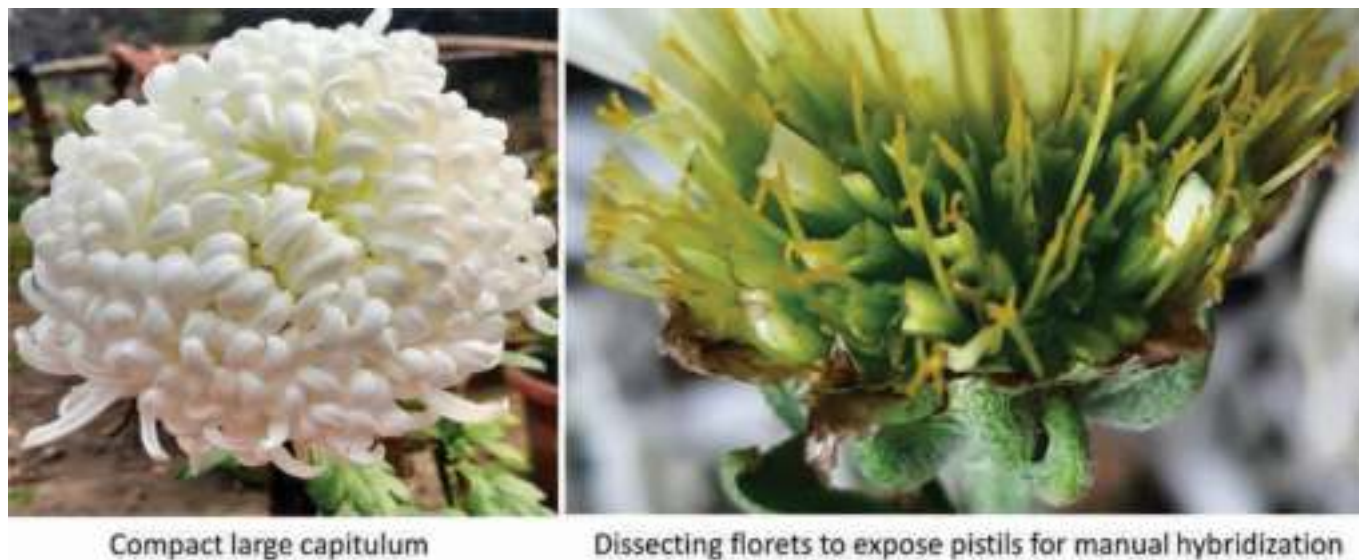 Compact large capitulum
Dissecting florets to expose pistils for manual hybridization